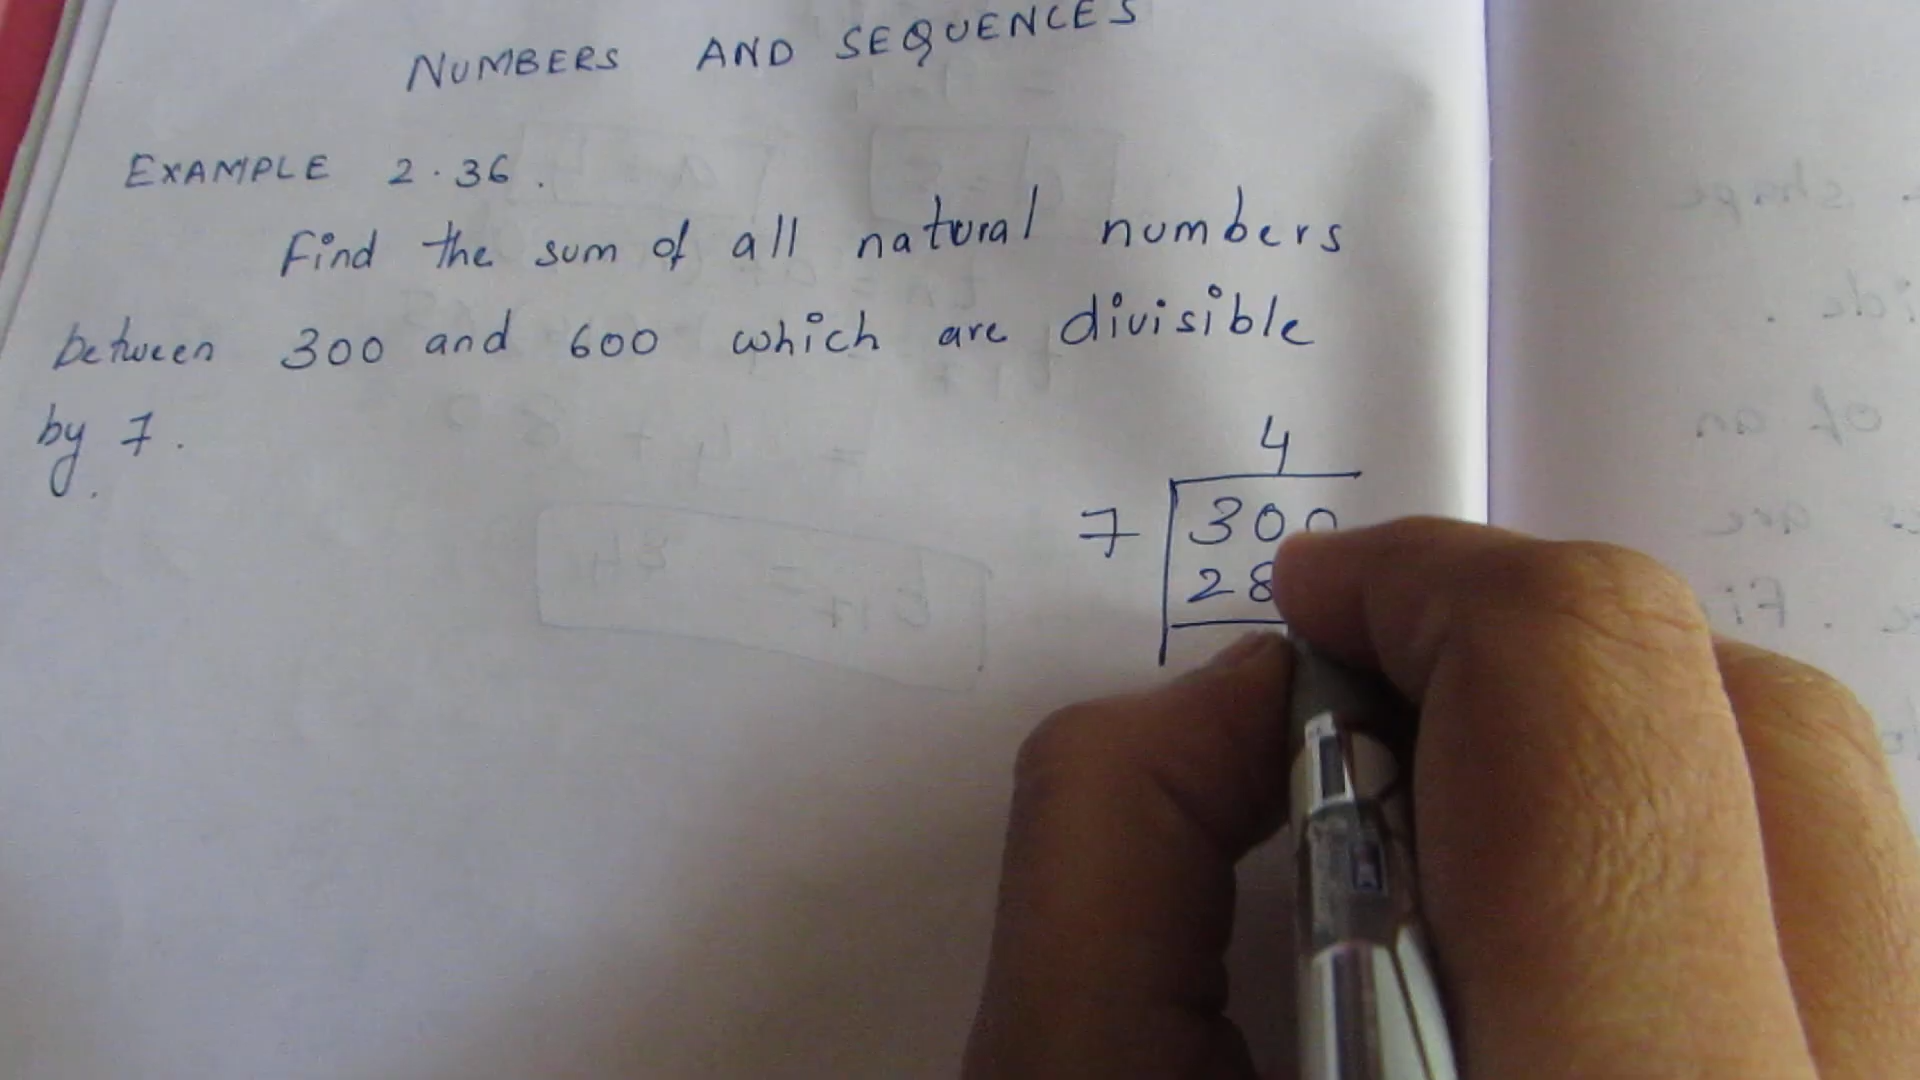 NUMBERS AND SEQUENCES
EXAMPLE 2.36.
Find the sum of all natural numbers
between 300 and 600 which are divisible
by 7.
4
7 300
28